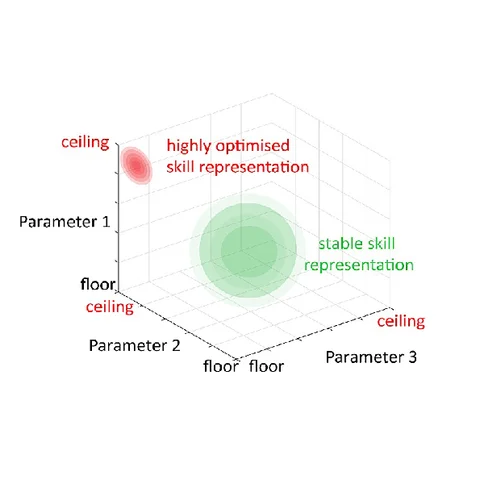 ceiling
highly optimised
skill representation
Parameter 1
stable skill
representation
floor
ceiling
ceiling
Parameter 2
Parameter 3
floor
floor